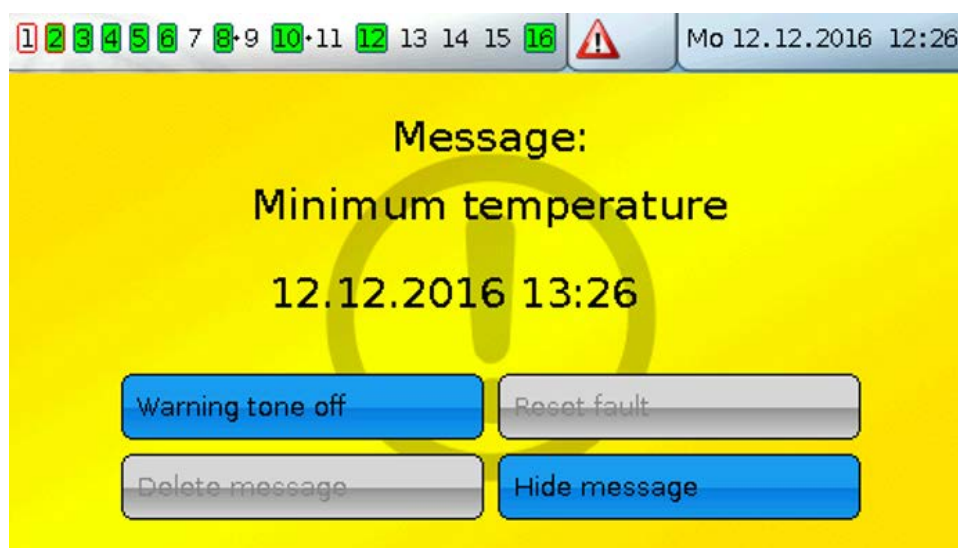 1 2 3 4 5 6 7 8•9 10•11 12 13 14 15 16 Mo 12.12.2016 12:26
Message:
Minimum temperature
12.12.2016 13:26
Warning tone off Reset fault
Delete message Hide message